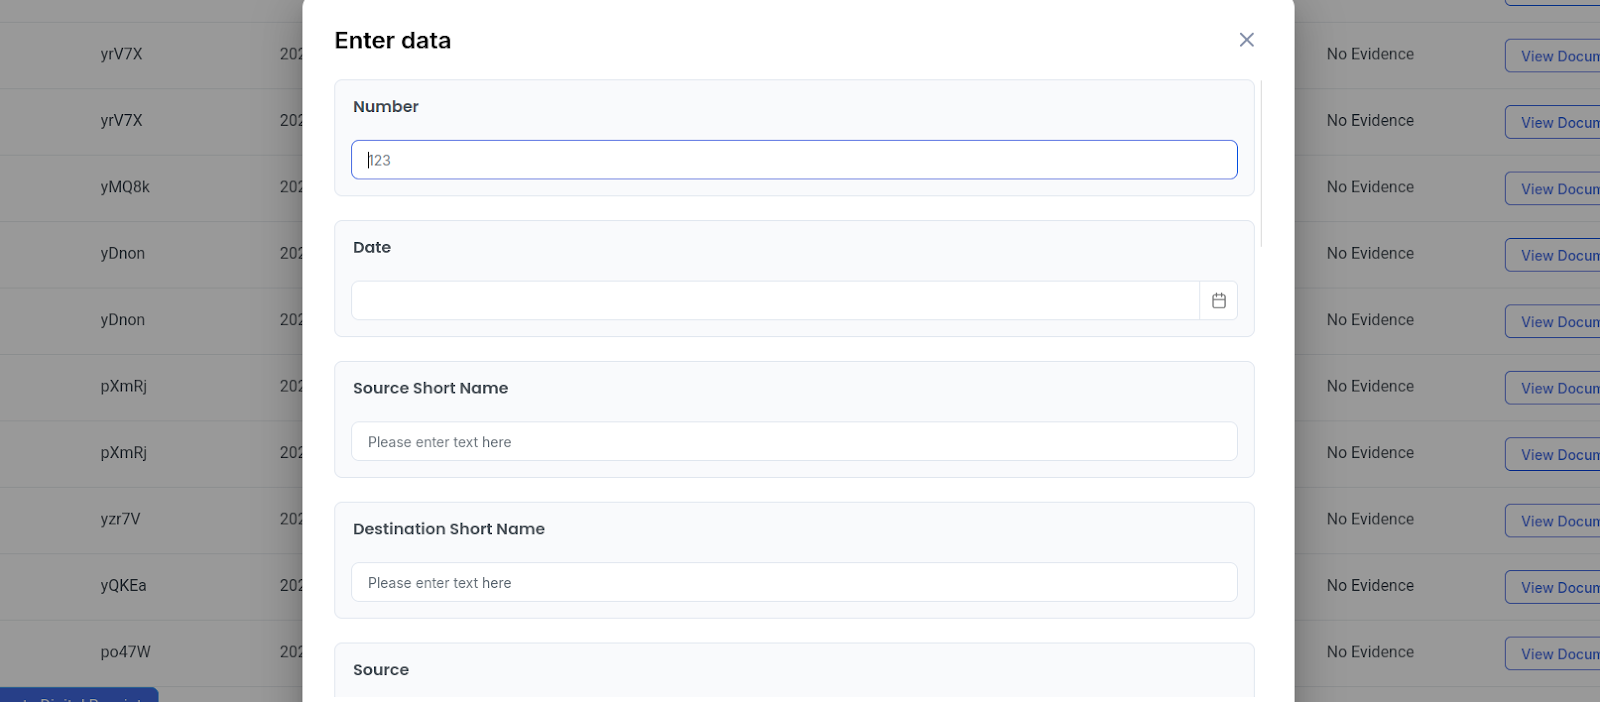 Enter data
Number
123
Date
Source Short Name
Please enter text here
Destination Short Name
Please enter text here
Source
yrV7X 202 No Evidence View Docum
yrV7X 202 No Evidence View Docum
yMQ8k 202 No Evidence View Docum
yDnon 202 No Evidence View Docum
yDnon 202 No Evidence View Docum
pXmRj 202 No Evidence View Docum
pXmRj 202 No Evidence View Docum
yzr7V 202 No Evidence View Docum
yQKEa 202 No Evidence View Docum
po47W 202 No Evidence View Docum